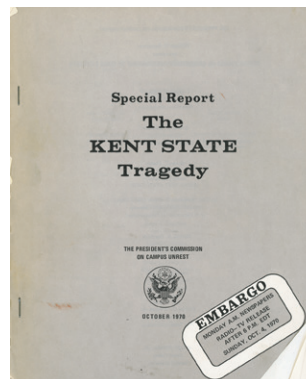 Special Report
The
KENT STATE
Tragedy
THE PRESIDENT'S COMMISSION
ON CAMPUS UNREST
OCTOBER 1970
EMBARGO
MONDAY A.M. NEWSPAPERS
RADIO-TV RELEASE
AFTER 6 P.M. EDT
SUNDAY, OCT. 4, 1970